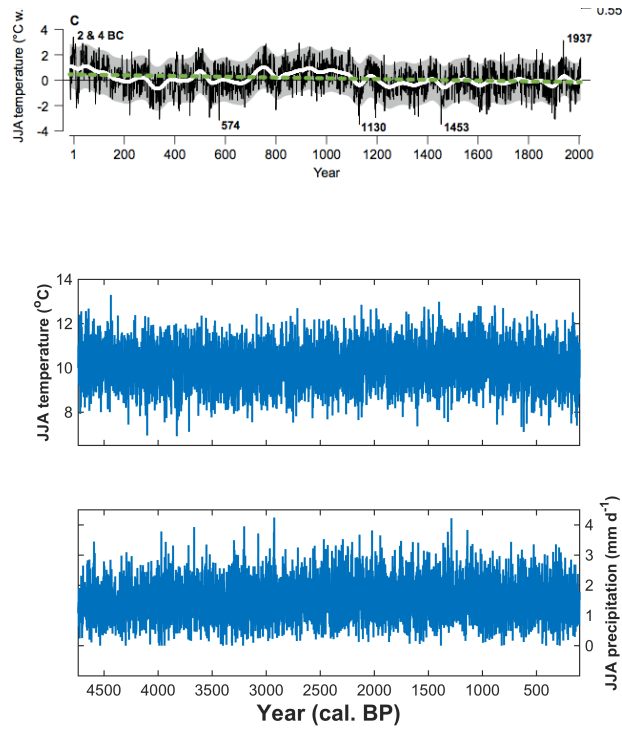 0.55
C
2 & 4 BC
1937
574
1130
1453
4
2
0
-2
-4
JJA temperature (°C w.
1 200 400 600 800 1000 1200 1400 1600 1800 2000
Year
14
12
10
8
JJA temperature (°C)
4
3
2
1
0
JJA precipitation (mm d⁻¹)
4500 4000 3500 3000 2500 2000 1500 1000 500
Year (cal. BP)